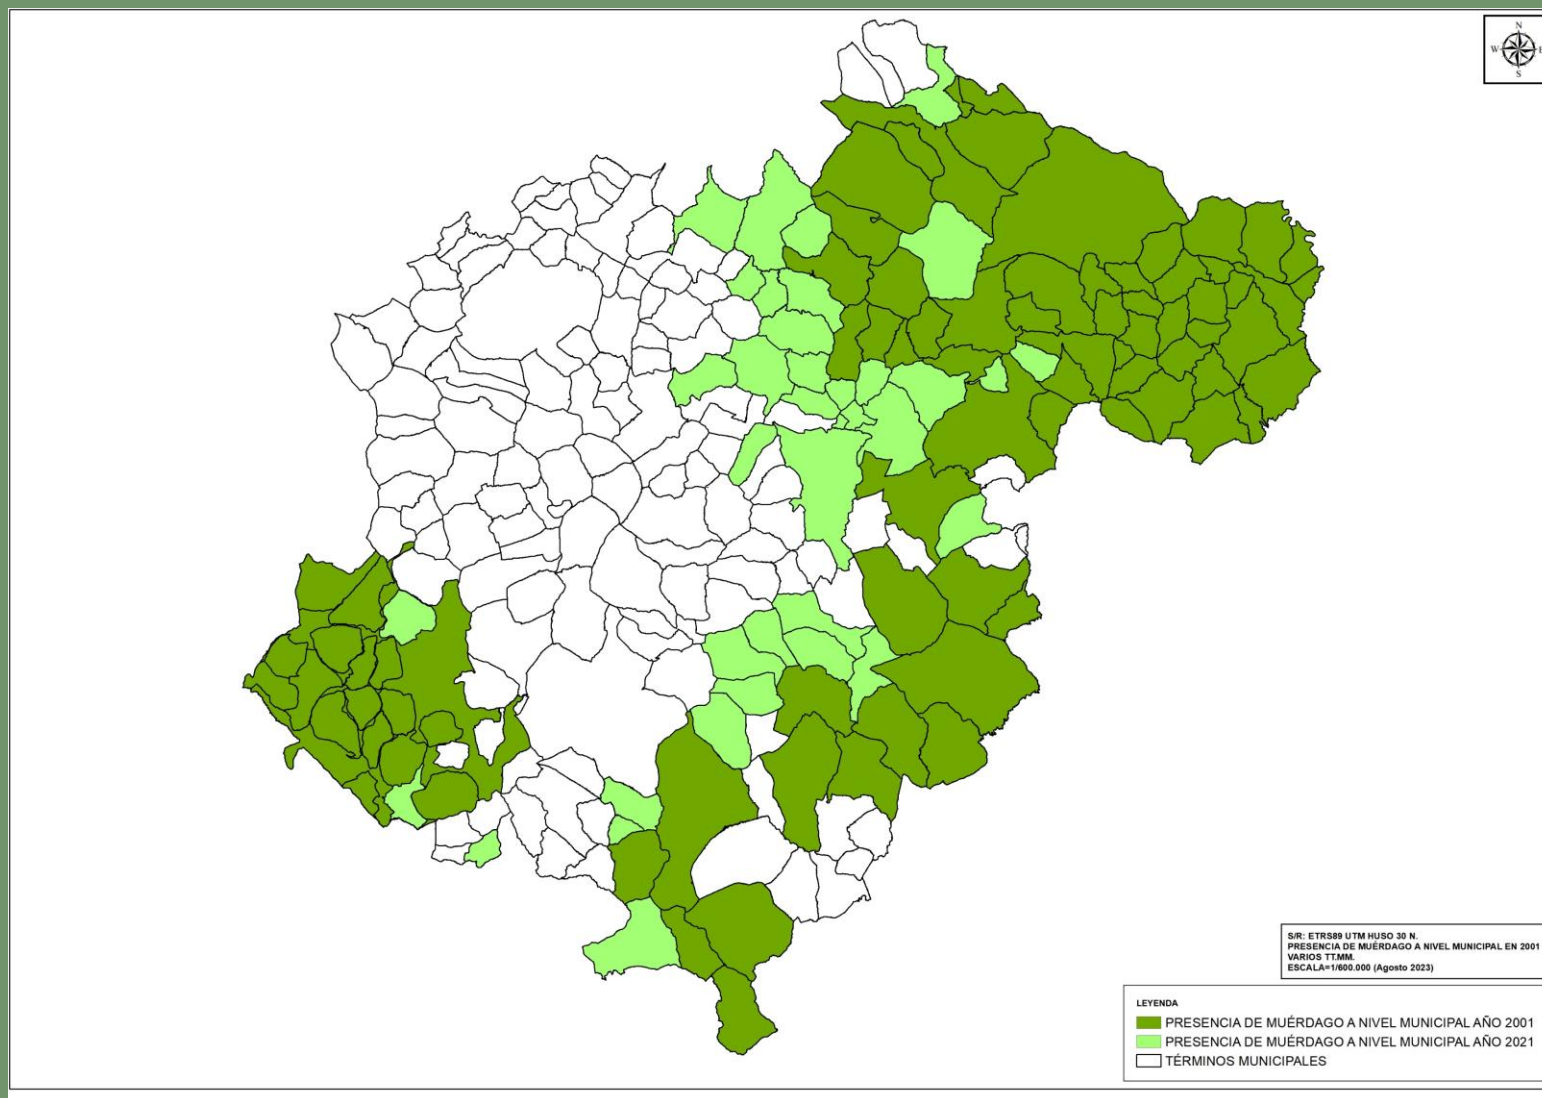 N
W E
S
S/R: ETRS89 UTM HUSO 30 N.
PRESENCIA DE MUÉRDAGO A NIVEL MUNICIPAL EN 2001
VARIOS TT.MM.
ESCALA=1/600.000 (Agosto 2023)
LEYENDA
PRESENCIA DE MUÉRDAGO A NIVEL MUNICIPAL AÑO 2001
PRESENCIA DE MUÉRDAGO A NIVEL MUNICIPAL AÑO 2021
TÉRMINOS MUNICIPALES